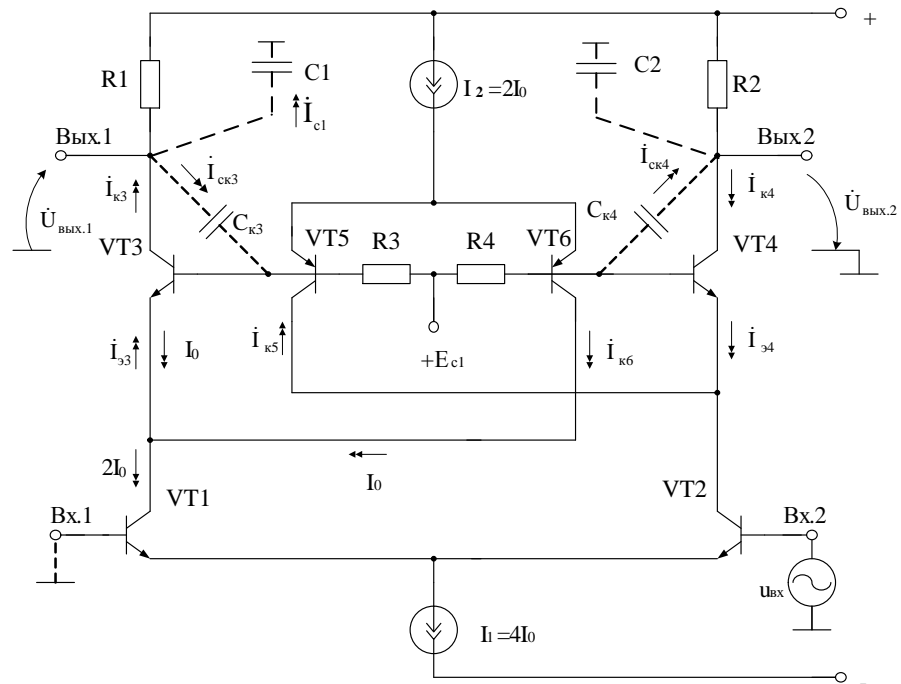 +
R1
C1
I₂=2I₀
C2
R2
Вых.1
İc1
Вых.2
İск3
İск4
İк3
İк4
U̇вых.1
Cк3
Cк4
U̇вых.2
VT3
VT5
R3
R4
VT6
VT4
İэ3
I₀
İк5
+Ec1
İк6
İэ4
2I₀
I₀
VT1
VT2
Вх.1
Вх.2
uвх
I₁=4I₀
-